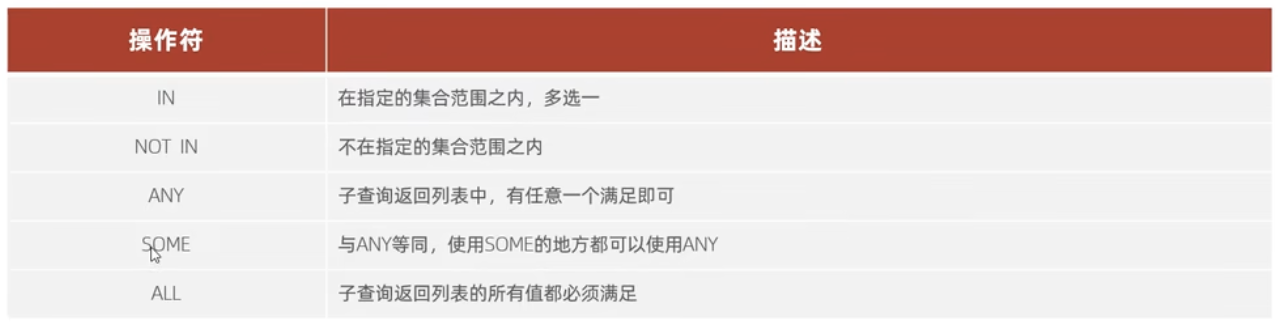 操作符 描述
IN 在指定的集合范围之内，多选一
NOT IN 不在指定的集合范围之内
ANY 子查询返回列表中，有任意一个满足即可
SOME 与ANY等同，使用SOME的地方都可以使用ANY
ALL 子查询返回列表的所有值都必须满足